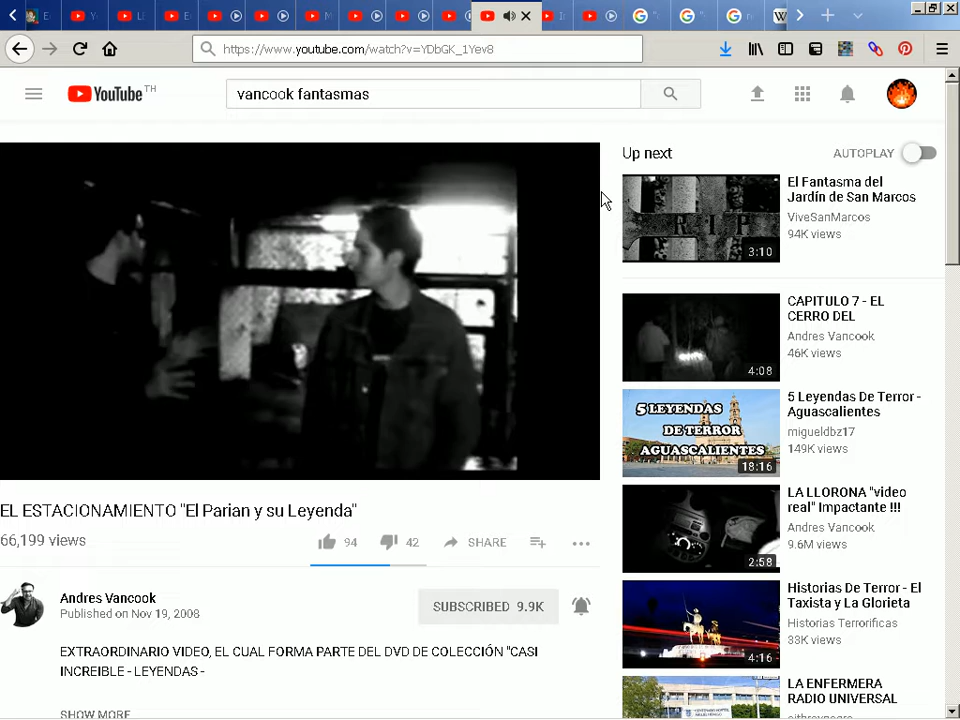 https://www.youtube.com/watch?v=YDbGK_1Yev8
YouTube TH
vancook fantasmas
Up next
AUTOPLAY
El Fantasma del
Jardín de San Marcos
ViveSanMarcos
94K views
RIP
3:10
CAPITULO 7 - EL
CERRO DEL
Andres Vancook
46K views
4:08
5 Leyendas De Terror -
Aguascalientes
migueldbz17
149K views
5 LEYENDAS
DE TERROR
AGUASCALIENTES
18:16
LA LLORONA "video
real" Impactante !!!
Andres Vancook
9.6M views
2:58
Historias De Terror - El
Taxista y La Glorieta
Historias Terrorificas
33K views
4:16
LA ENFERMERA
RADIO UNIVERSAL
EL ESTACIONAMIENTO "El Parian y su Leyenda"
66,199 views
94
42
SHARE
Andres Vancook
Published on Nov 19, 2008
SUBSCRIBED 9.9K
EXTRAORDINARIO VIDEO, EL CUAL FORMA PARTE DEL DVD DE COLECCIÓN "CASI
INCREIBLE - LEYENDAS -
SHOW MORE